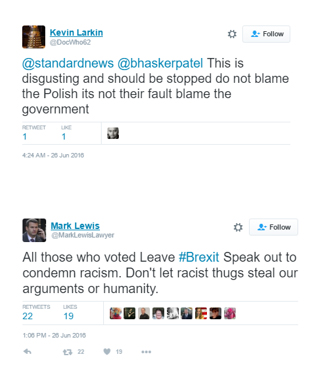 Kevin Larkin
@DocWho62
Follow
@standardnews @bhaskerpatel This is
disgusting and should be stopped do not blame
the Polish its not their fault blame the
government
RETWEET LIKE
1 1
4:24 AM - 26 Jun 2016
Mark Lewis
@MarkLewisLawyer
Follow
All those who voted Leave #Brexit Speak out to
condemn racism. Don't let racist thugs steal our
arguments or humanity.
RETWEETS LIKES
22 19
1:06 PM - 26 Jun 2016
22 19